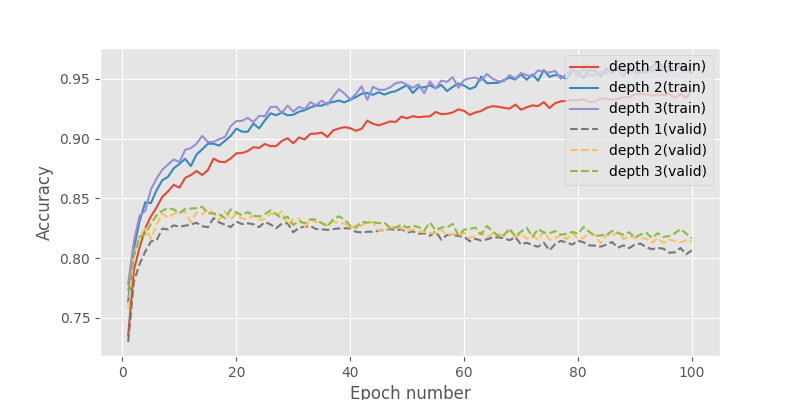 0.95
0.90
0.85
0.80
0.75
Accuracy
0
20
40
60
80
100
Epoch number
depth 1(train)
depth 2(train)
depth 3(train)
depth 1(valid)
depth 2(valid)
depth 3(valid)